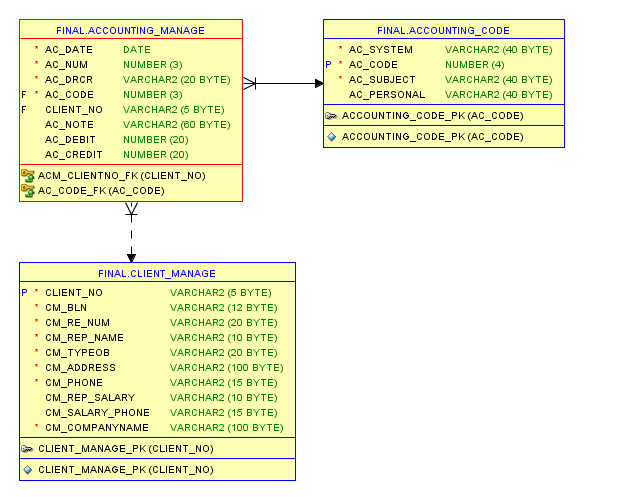 FINAL.ACCOUNTING_MANAGE
* AC_DATE DATE
* AC_NUM NUMBER (3)
* AC_DRCR VARCHAR2 (20 BYTE)
F * AC_CODE NUMBER (3)
F CLIENT_NO VARCHAR2 (5 BYTE)
AC_NOTE VARCHAR2 (60 BYTE)
AC_DEBIT NUMBER (20)
AC_CREDIT NUMBER (20)
ACM_CLIENTNO_FK (CLIENT_NO)
AC_CODE_FK (AC_CODE)
FINAL.ACCOUNTING_CODE
* AC_SYSTEM VARCHAR2 (40 BYTE)
P * AC_CODE NUMBER (4)
* AC_SUBJECT VARCHAR2 (40 BYTE)
AC_PERSONAL VARCHAR2 (40 BYTE)
ACCOUNTING_CODE_PK (AC_CODE)
ACCOUNTING_CODE_PK (AC_CODE)
FINAL.CLIENT_MANAGE
P * CLIENT_NO VARCHAR2 (5 BYTE)
* CM_BLN VARCHAR2 (12 BYTE)
* CM_RE_NUM VARCHAR2 (20 BYTE)
* CM_REP_NAME VARCHAR2 (10 BYTE)
* CM_TYPEOB VARCHAR2 (20 BYTE)
* CM_ADDRESS VARCHAR2 (100 BYTE)
* CM_PHONE VARCHAR2 (15 BYTE)
CM_REP_SALARY VARCHAR2 (10 BYTE)
CM_SALARY_PHONE VARCHAR2 (15 BYTE)
* CM_COMPANYNAME VARCHAR2 (100 BYTE)
CLIENT_MANAGE_PK (CLIENT_NO)
CLIENT_MANAGE_PK (CLIENT_NO)